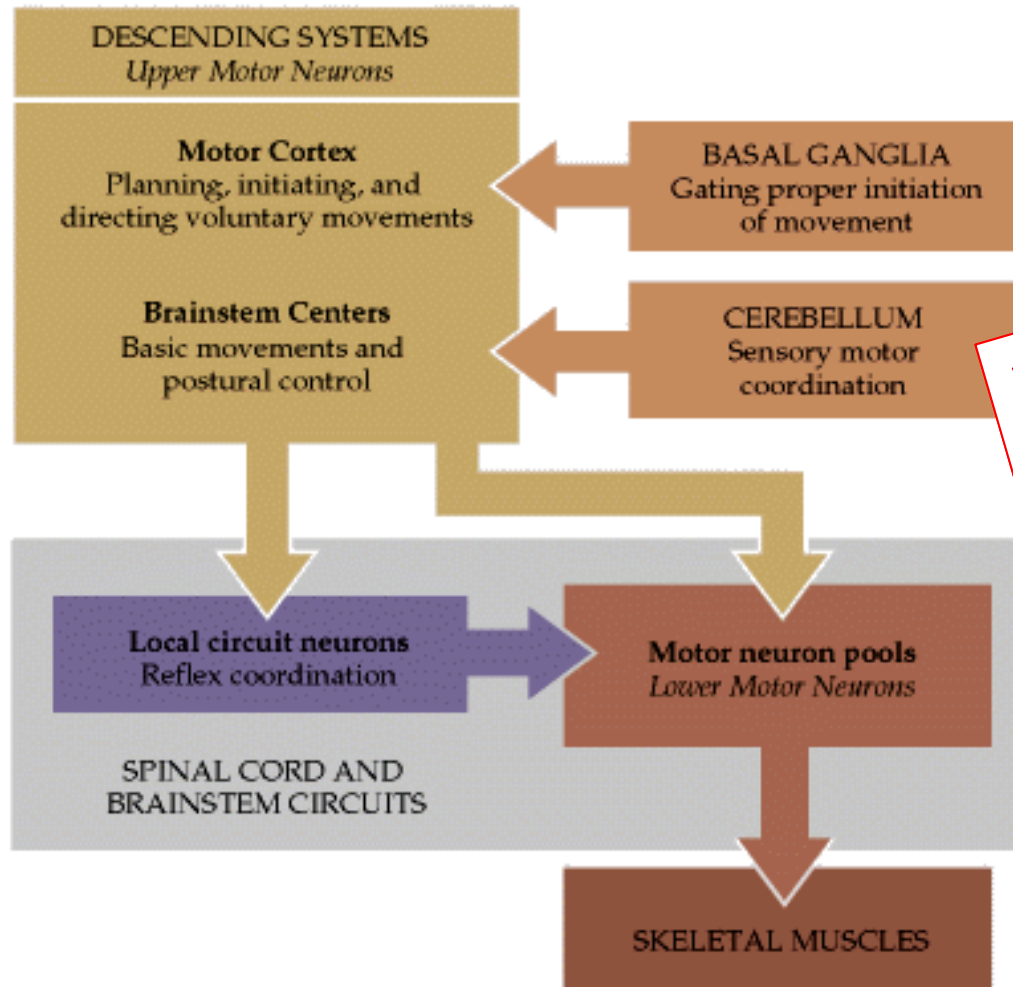 DESCENDING SYSTEMS
Upper Motor Neurons
Motor Cortex
Planning, initiating, and
directing voluntary movements
Brainstem Centers
Basic movements and
postural control
BASAL GANGLIA
Gating proper initiation
of movement
CEREBELLUM
Sensory motor
coordination
Local circuit neurons
Reflex coordination
Motor neuron pools
Lower Motor Neurons
SPINAL CORD AND
BRAINSTEM CIRCUITS
SKELETAL MUSCLES